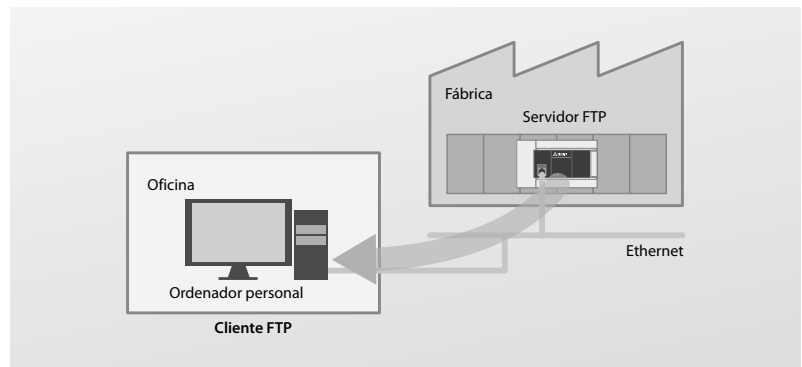 Fábrica
Servidor FTP
Oficina
Ethernet
Ordenador personal
Cliente FTP